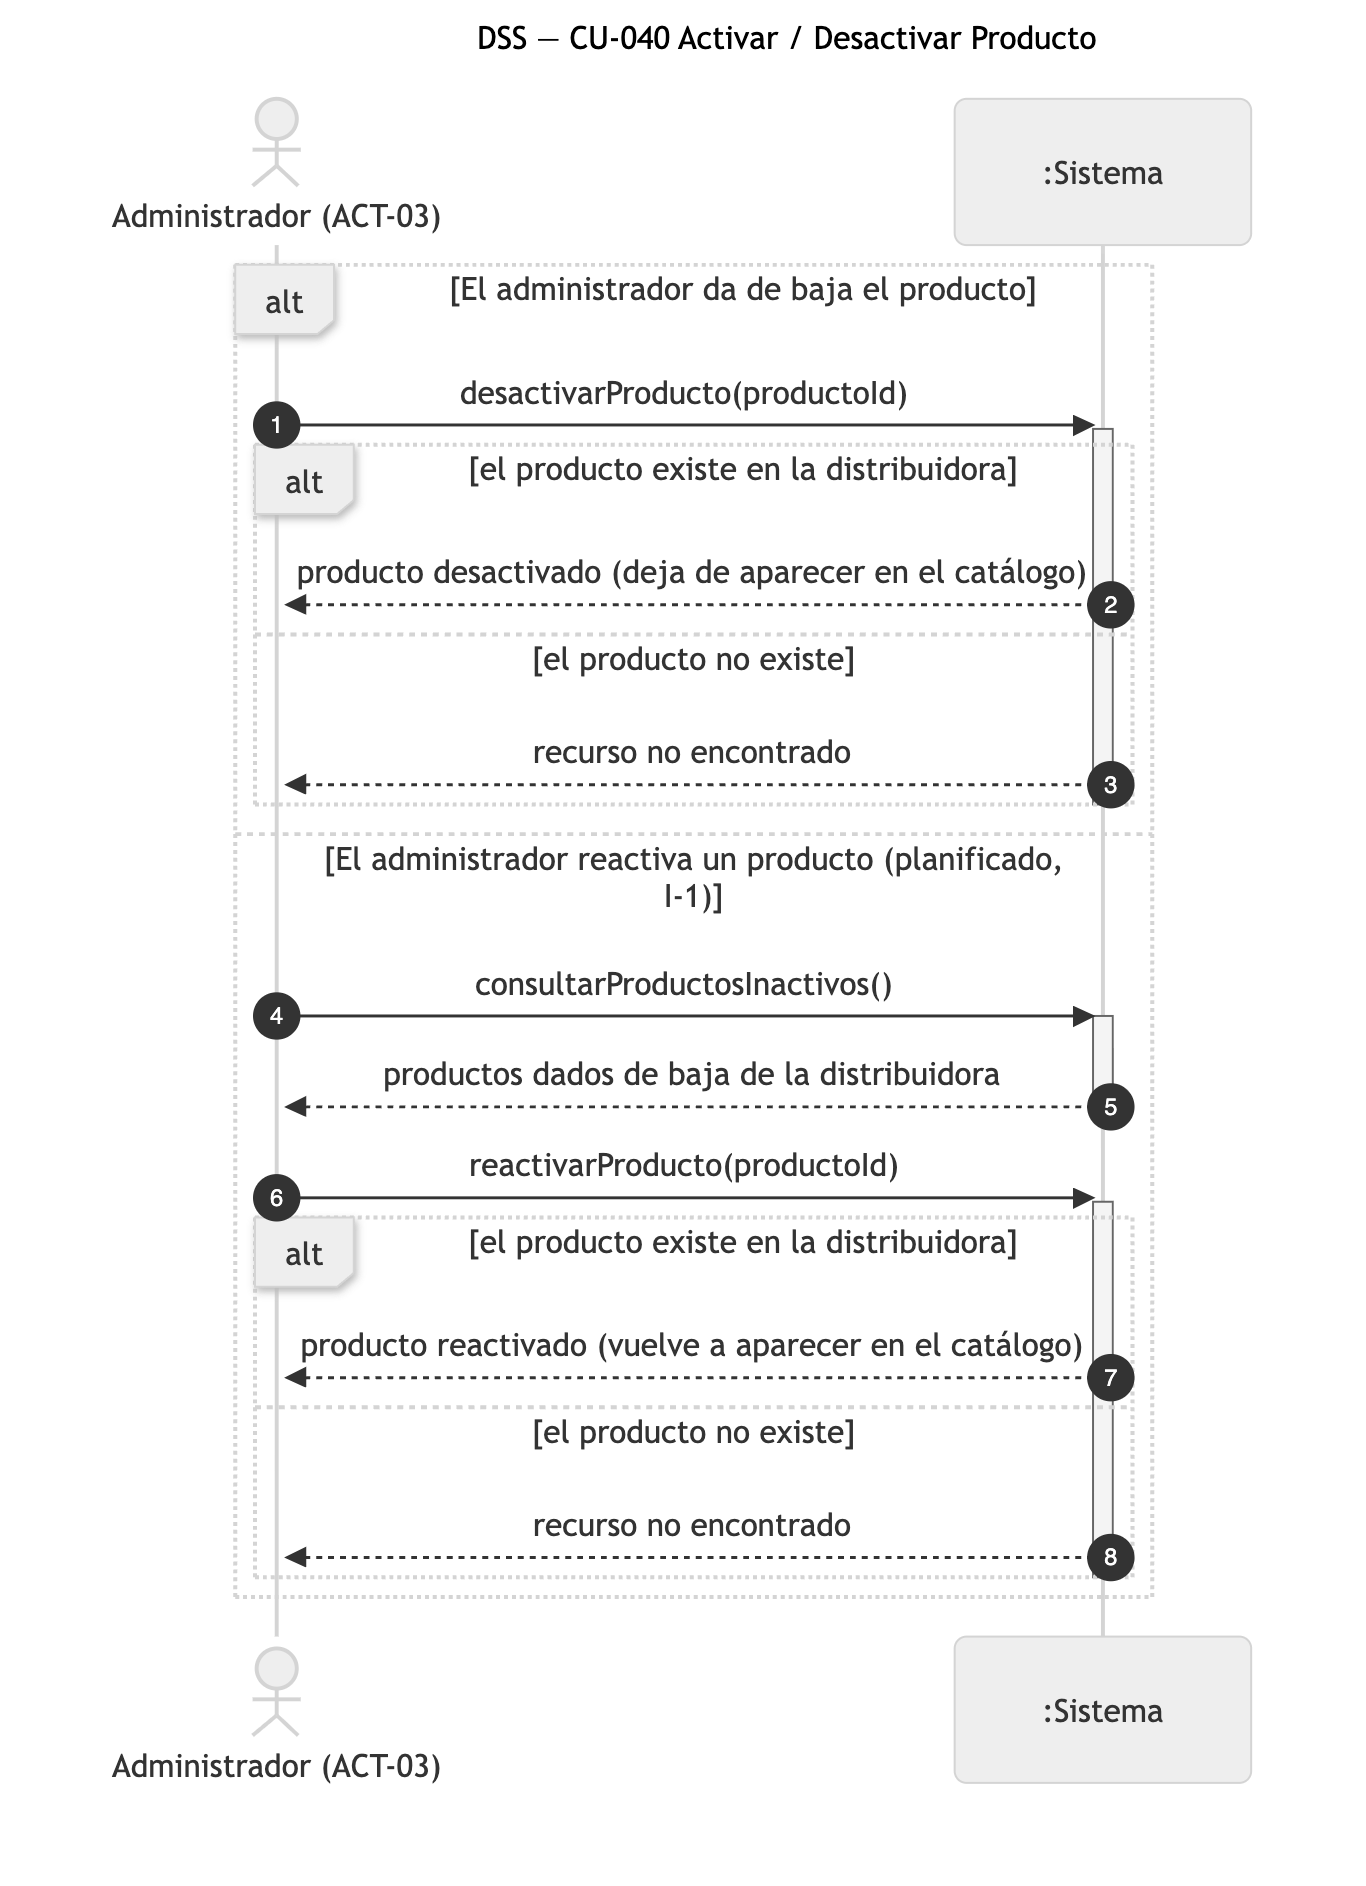 DSS — CU-040 Activar / Desactivar Producto
:Sistema
Administrador (ACT-03)
alt
[El administrador da de baja el producto]
desactivarProducto(productoId)
1
alt
[el producto existe en la distribuidora]
producto desactivado (deja de aparecer en el catálogo)
2
[el producto no existe]
recurso no encontrado
3
[El administrador reactiva un producto (planificado,
I-1)]
consultarProductosInactivos()
4
productos dados de baja de la distribuidora
5
reactivarProducto(productoId)
6
alt
[el producto existe en la distribuidora]
producto reactivado (vuelve a aparecer en el catálogo)
7
[el producto no existe]
recurso no encontrado
8
:Sistema
Administrador (ACT-03)